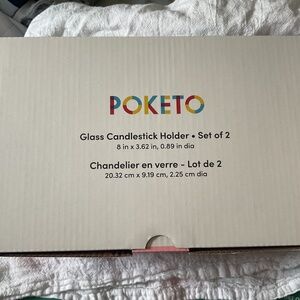 POKETO
Glass Candlestick Holder • Set of 2
8 in x 3.62 in, 0.89 in dia
Chandelier en verre - Lot de 2
20.32 cm x 9.19 cm, 2.25 cm dia